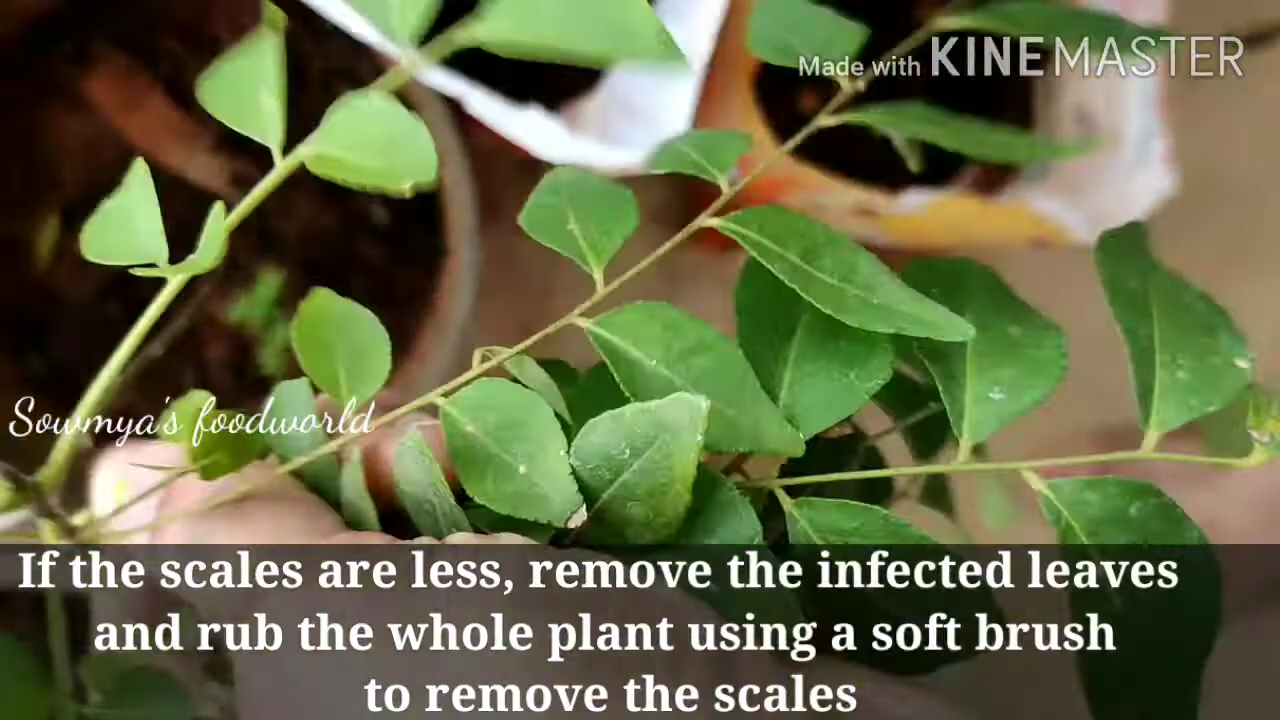 Made with KINEMASTER
Sowmya's foodworld
If the scales are less, remove the infected leaves
and rub the whole plant using a soft brush
to remove the scales